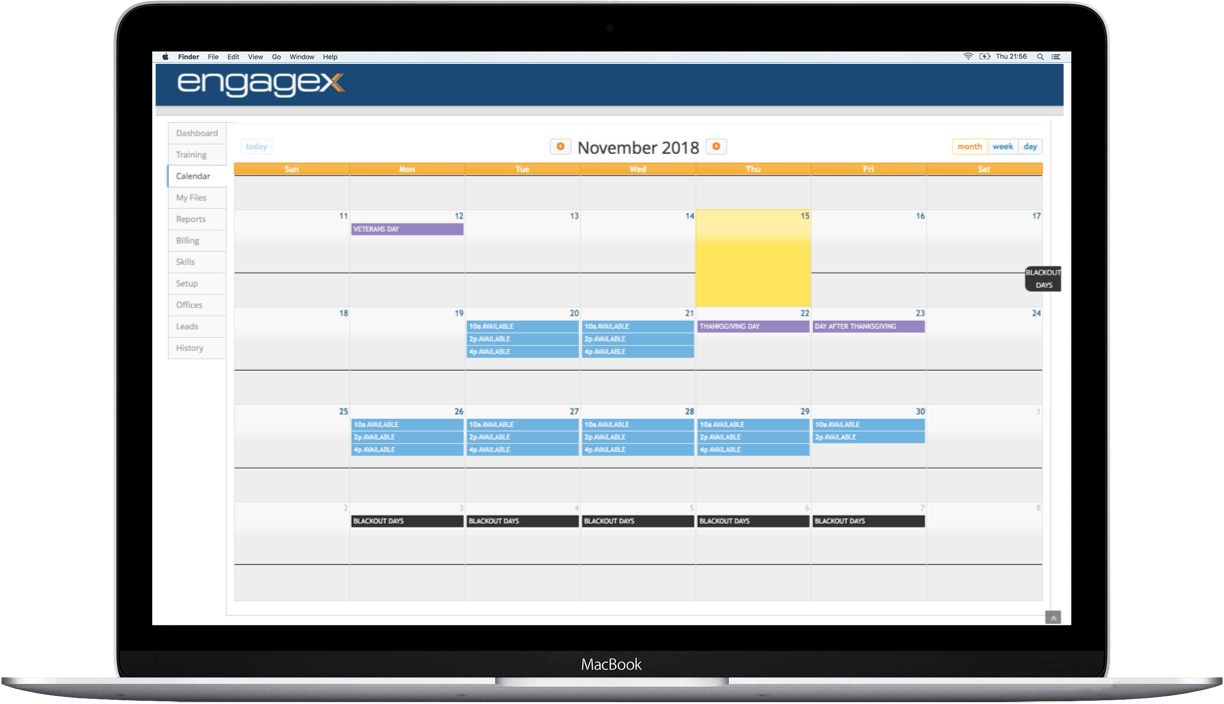 Finder File Edit View Go Window Help Thu 21:56
engagex
Dashboard
Training
Calendar
My Files
Reports
Billing
Skills
Setup
Offices
Leads
History
today November 2018 month week day
Sun Mon Tue Wed Thu Fri Sat
11 12 13 14 15 16 17
VETERANS DAY
BLACKOUT
DAYS
18 19 20 21 22 23 24
10a AVAILABLE 10a AVAILABLE THANKSGIVING DAY DAY AFTER THANKSGIVING
2p AVAILABLE 2p AVAILABLE
4p AVAILABLE 4p AVAILABLE
25 26 27 28 29 30 1
10a AVAILABLE 10a AVAILABLE 10a AVAILABLE 10a AVAILABLE 10a AVAILABLE
2p AVAILABLE 2p AVAILABLE 2p AVAILABLE 2p AVAILABLE 2p AVAILABLE
4p AVAILABLE 4p AVAILABLE 4p AVAILABLE 4p AVAILABLE
2 3 4 5 6 7 8
BLACKOUT DAYS BLACKOUT DAYS BLACKOUT DAYS BLACKOUT DAYS BLACKOUT DAYS
MacBook